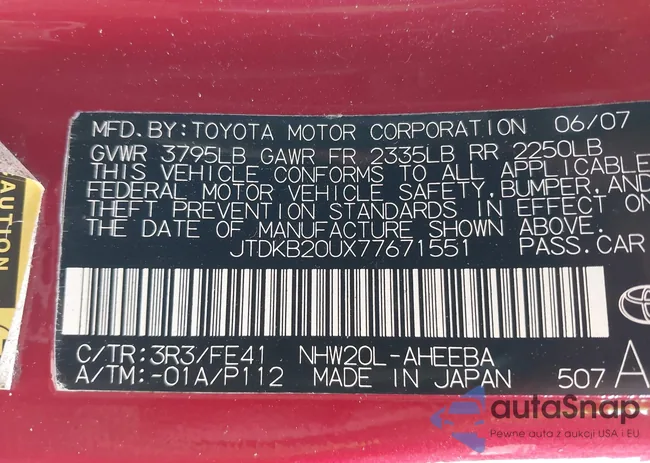 MFD.BY:TOYOTA MOTOR CORPORATION 06/07
GVWR 3795LB GAWR FR 2335LB RR 2250LB
THIS VEHICLE CONFORMS TO ALL APPLICABLE
FEDERAL MOTOR VEHICLE SAFETY,BUMPER,AND
THEFT PREVENTION STANDARDS IN EFFECT ON
THE DATE OF MANUFACTURE SHOWN ABOVE.
JTDKB20UX77671551 PASS.CAR
C/TR:3R3/FE41 NHW20L-AHEEBA
A/TM:-01A/P112 MADE IN JAPAN 507 A
CAUTION
autaSnap
Pewne auta z aukcji USA i EU